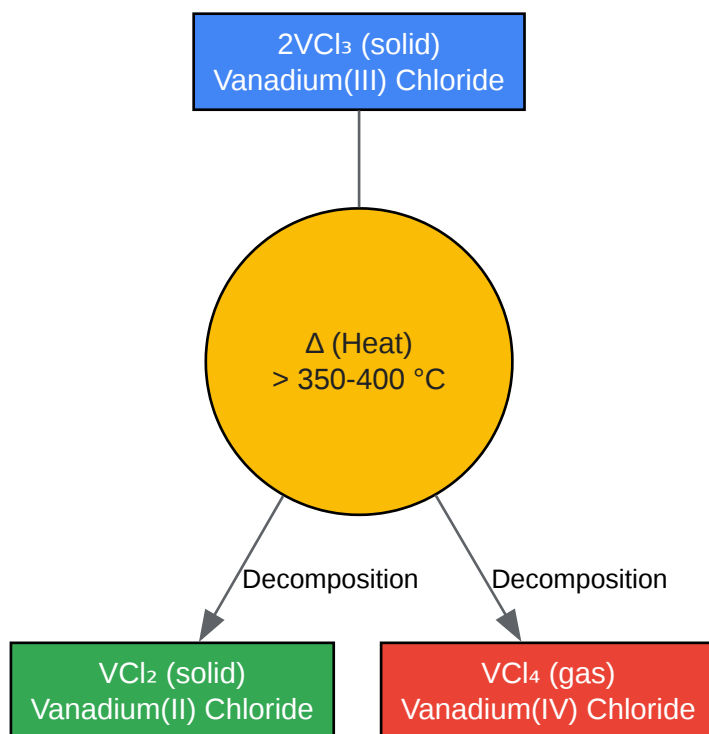 2VCl₃ (solid)
Vanadium(III) Chloride
Δ (Heat)
> 350-400 °C
Decomposition
Decomposition
VCl₂ (solid)
Vanadium(II) Chloride
VCl₄ (gas)
Vanadium(IV) Chloride